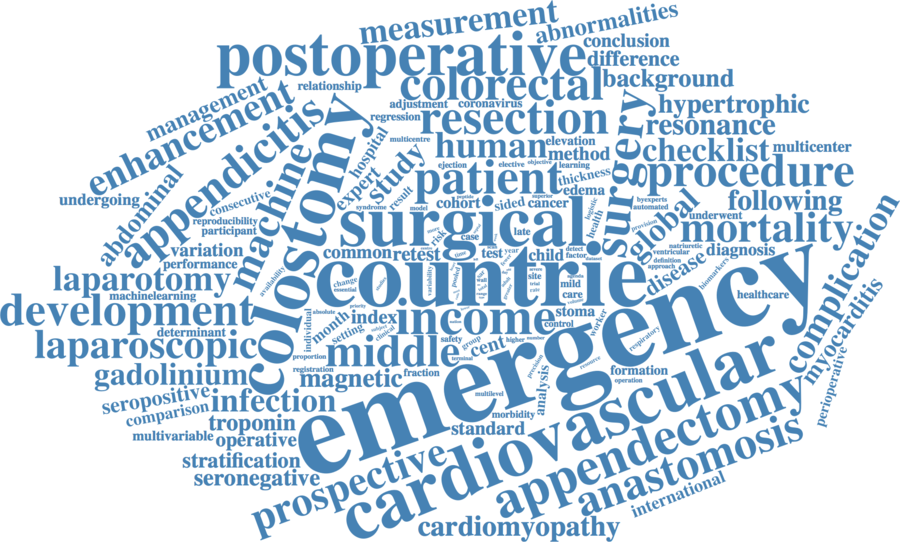 measurement
abnormalities
postoperative
conclusion
difference
colorectal
background
relationship
management
enhancement
adjustment
coronavirus
regression
resection
hypertrophic
resonance
appendicitis
colostomy
hospital
multicentre
human
elevation
method
surgery
checklist
multicenter
study
expert
ejection
elective
objective
learning
thickness
patient
edema
procedure
undergoing
abdominal
consecutive
reproducibility
participant
machine
result
syndrome
model
cohort
sided
cancer
logistic
health
byexperts
automated
following
global
underwent
provision
mortality
surgical
risk
case
late
variation
performance
common
retest
test
year
child
detect
factor
natriuretic
ventricular
definition
approach
diagnosis
disease
biomarkers
laparotomy
availability
change
essential
countrie
variability
pooled
site
trial
mild
care
healthcare
complication
machinelearning
development
determinant
laparoscopic
individual
absolute
priority
month
setting
index
subject
clinical
income
stoma
control
worker
respiratory
emergency
myocarditis
perioperative
safety
group
higher
middle
cent
terminal
proportion
registration
gadolinium
magnetic
fraction
precision
resource
formation
operation
seropositive
comparison
infection
multilevel
analysis
morbidity
cardiovascular
troponin
multivariable
operative
standard
appendectomy
stratification
seronegative
prospective
anastomosis
international
cardiomyopathy